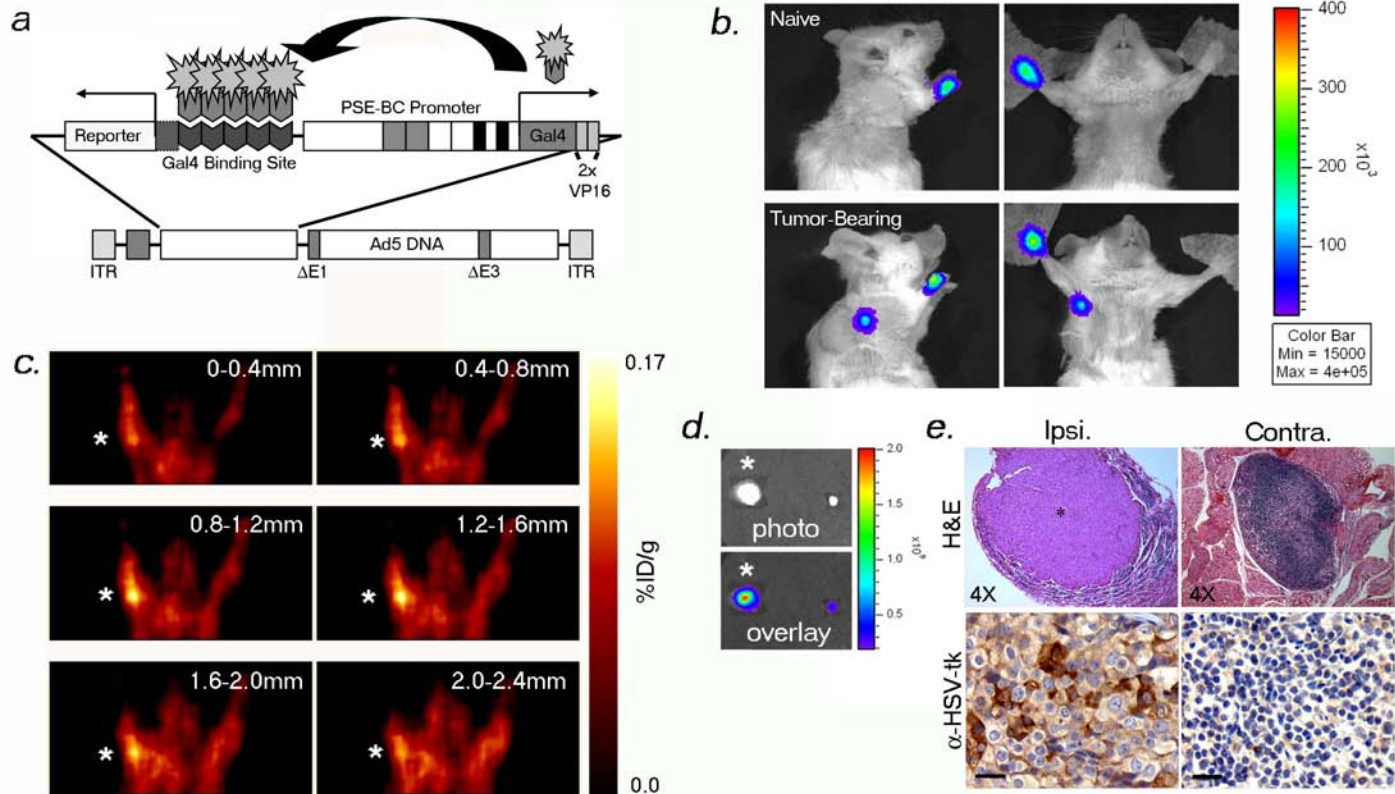 a
PSE-BC Promoter
Reporter
Gal4
Gal4 Binding Site
2x
VP16
Ad5 DNA
ITR
ΔE1
ΔE3
ITR
b.
Naive
Tumor-Bearing
400
300
200
100
x10³
Color Bar
Min = 15000
Max = 4e+05
c.
0-0.4mm
0.4-0.8mm
*
*
0.8-1.2mm
1.2-1.6mm
*
*
1.6-2.0mm
2.0-2.4mm
*
*
0.17
%ID/g
0.0
d.
*
photo
*
overlay
2.0
1.5
1.0
0.5
e.
Ipsi.
Contra.
H&E
*
4X
4X
α-HSV-tk